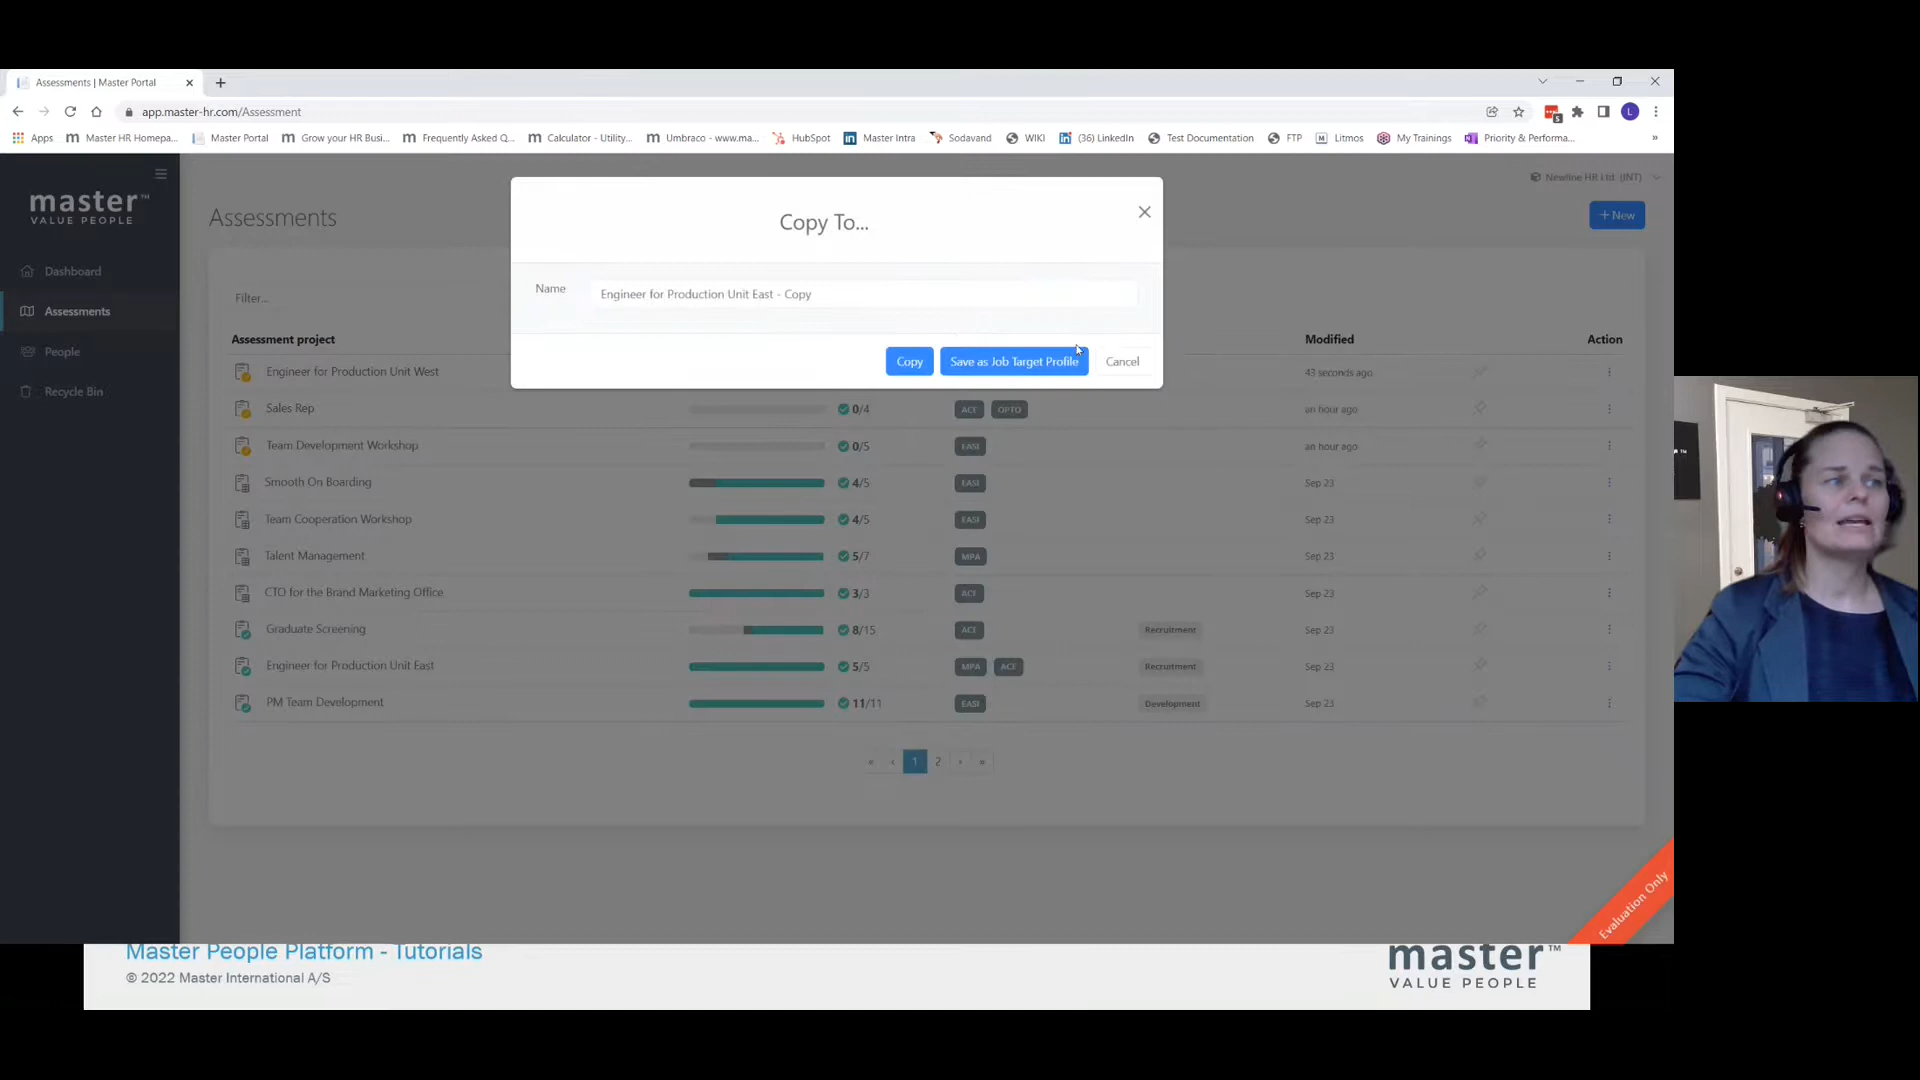 Assessments | Master Portal
app.master-hr.com/Assessment
Apps
Master HR Homepa...
Master Portal
Grow your HR Busi...
Frequently Asked Q...
Calculator - Utility...
Umbraco - www.ma...
HubSpot
Master Intra
Sodavand
WIKI
(36) LinkedIn
Test Documentation
FTP
Litmos
My Trainings
Priority & Performa...
»
master™
VALUE PEOPLE
Newline HR Ltd. (INT)
Assessments
+ New
Dashboard
Assessments
People
Recycle Bin
Copy To...
Name
Engineer for Production Unit East - Copy
Copy
Save as Job Target Profile
Cancel
Filter...
Assessment project Modified Action
Engineer for Production Unit West 43 seconds ago
Sales Rep 0/4 ACE OPTO an hour ago
Team Development Workshop 0/5 EASI an hour ago
Smooth On Boarding 4/5 EASI Sep 23
Team Cooperation Workshop 4/5 EASI Sep 23
Talent Management 5/7 MPA Sep 23
CTO for the Brand Marketing Office 3/3 ACE Sep 23
Graduate Screening 8/15 ACE Recruitment Sep 23
Engineer for Production Unit East 5/5 MPA ACE Recruitment Sep 23
PM Team Development 11/11 EASI Development Sep 23
« ‹ 1 2 › »
Evaluation Only
Master People Platform - Tutorials
© 2022 Master International A/S
master™
VALUE PEOPLE